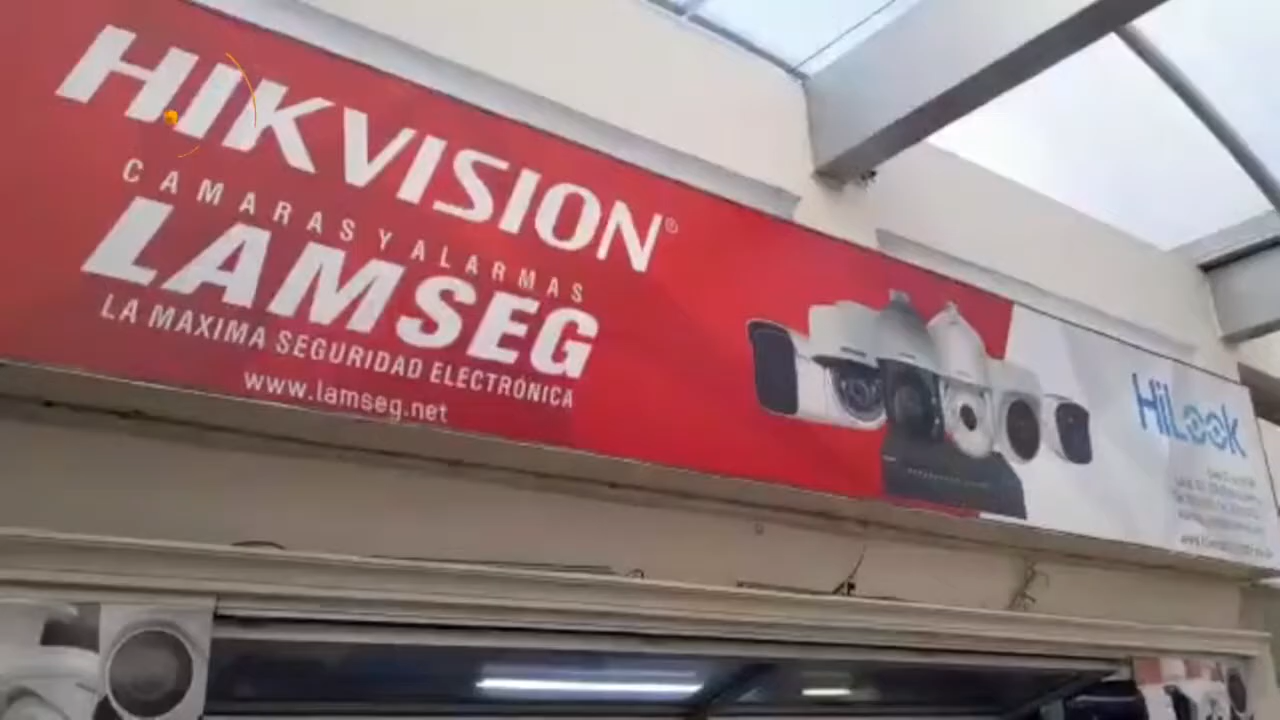 HIKVISION®
CAMARAS Y ALARMAS
LAMSEG
LA MAXIMA SEGURIDAD ELECTRÓNICA
www.lamseg.net
HiLook